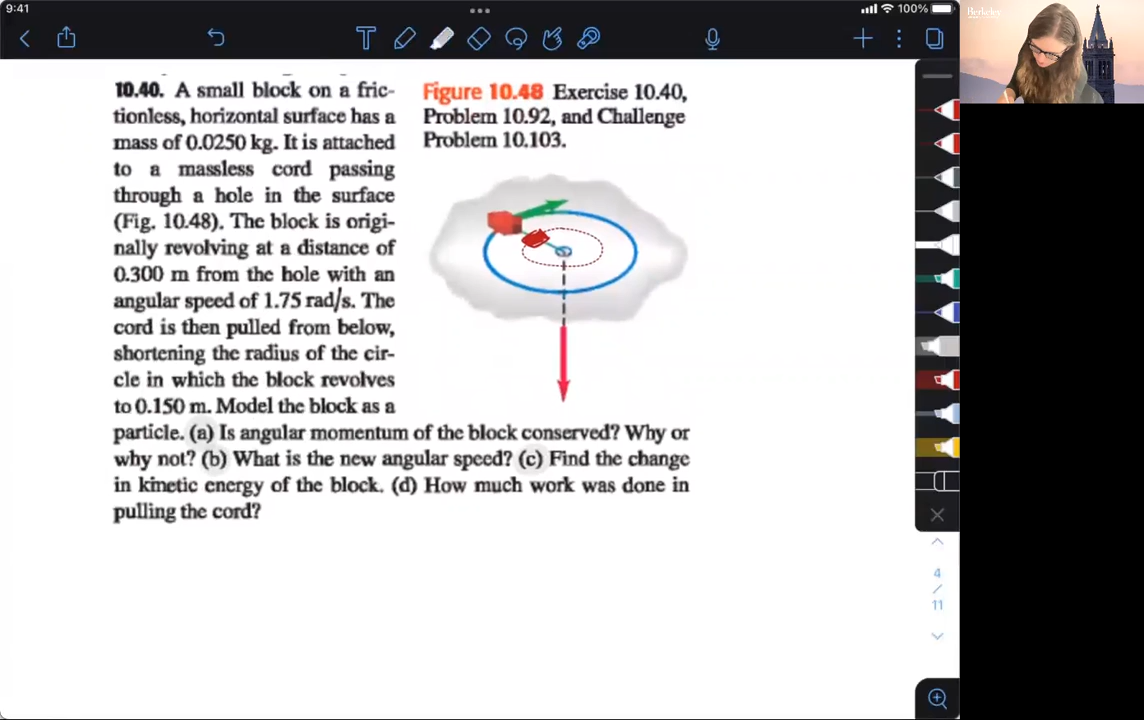 9:41
100%
Berkeley
10.40. A small block on a fric-
tionless, horizontal surface has a
mass of 0.0250 kg. It is attached
to a massless cord passing
through a hole in the surface
(Fig. 10.48). The block is origi-
nally revolving at a distance of
0.300 m from the hole with an
angular speed of 1.75 rad/s. The
cord is then pulled from below,
shortening the radius of the cir-
cle in which the block revolves
to 0.150 m. Model the block as a
particle. (a) Is angular momentum of the block conserved? Why or
why not? (b) What is the new angular speed? (c) Find the change
in kinetic energy of the block. (d) How much work was done in
pulling the cord?
Figure 10.48 Exercise 10.40,
Problem 10.92, and Challenge
Problem 10.103.
4
/
11